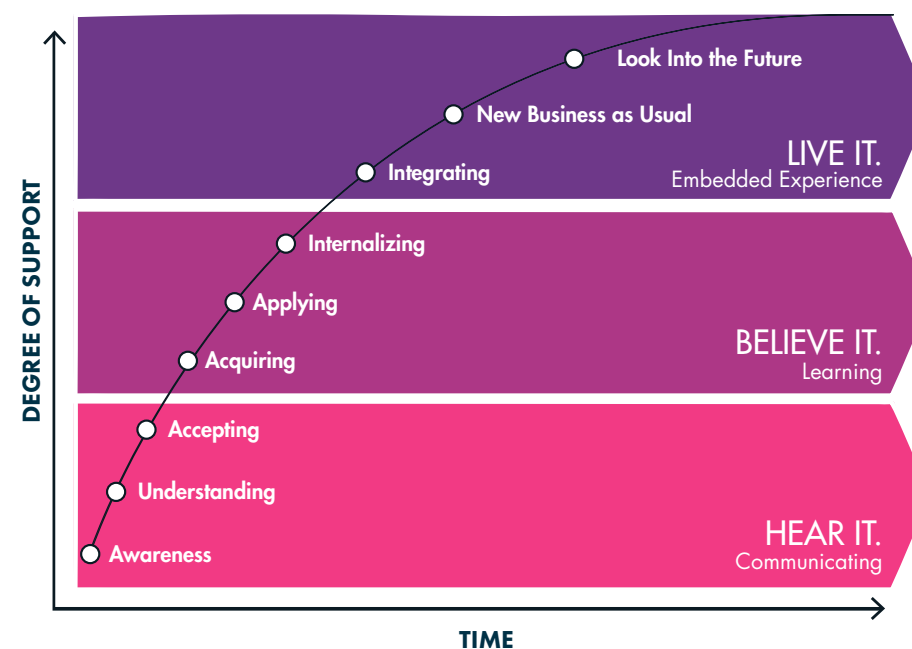 Look Into the Future
New Business as Usual
LIVE IT.
Embedded Experience
Integrating
Internalizing
Applying
BELIEVE IT.
Learning
Acquiring
Accepting
Understanding
HEAR IT.
Communicating
Awareness
DEGREE OF SUPPORT
TIME